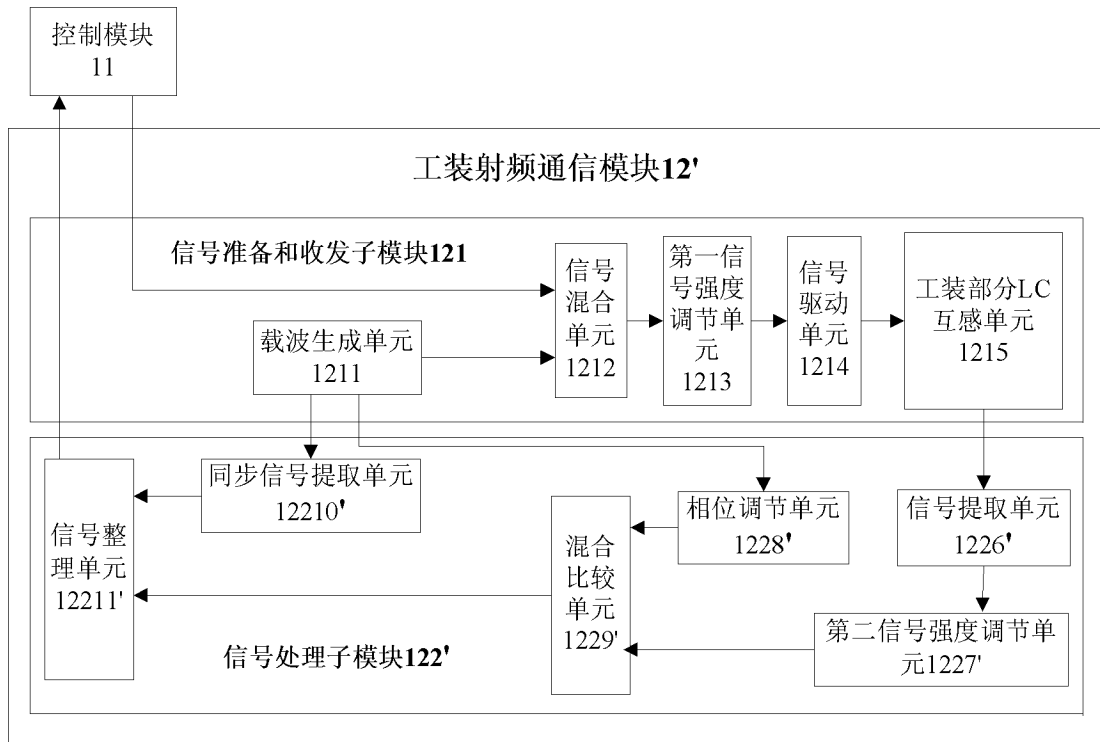 控制模块
11
工装射频通信模块12'
信号准备和收发子模块121
信号
混合
单元
1212
第一信
号强度
调节单
元
1213
信号
驱动
单元
1214
工装部分LC
互感单元
1215
载波生成单元
1211
同步信号提取单元
12210'
相位调节单元
1228'
信号提取单元
1226'
信号整
理单元
12211'
混合
比较
单元
1229'
第二信号强度调节单
元1227'
信号处理子模块122'